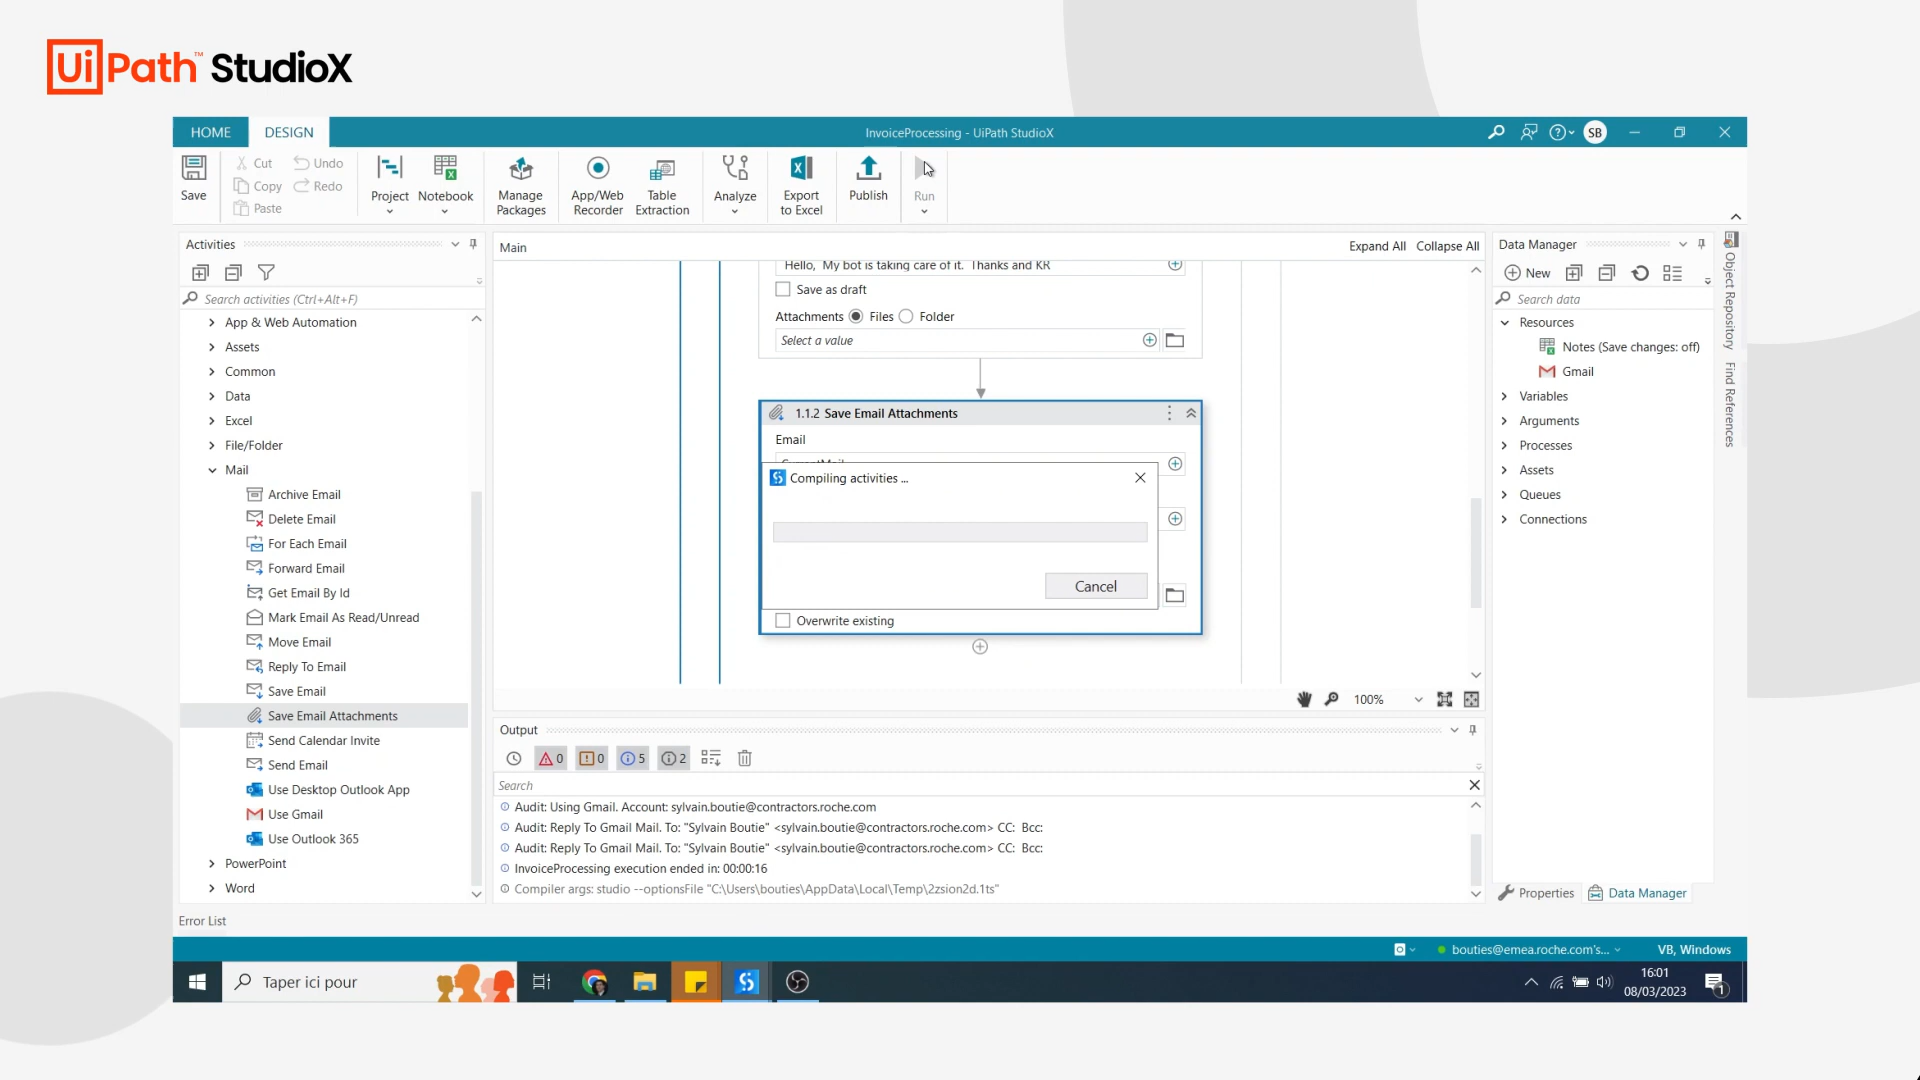 UiPath™ StudioX
HOME DESIGN InvoiceProcessing - UiPath StudioX SB
Save Cut Copy Paste Undo Redo Project Notebook Manage Packages App/Web Recorder Table Extraction Analyze Export to Excel Publish Run
Activities
Search activities (Ctrl+Alt+F)
App & Web Automation
Assets
Common
Data
Excel
File/Folder
Mail
Archive Email
Delete Email
For Each Email
Forward Email
Get Email By Id
Mark Email As Read/Unread
Move Email
Reply To Email
Save Email
Save Email Attachments
Send Calendar Invite
Send Email
Use Desktop Outlook App
Use Gmail
Use Outlook 365
PowerPoint
Word
Error List
Main Expand All Collapse All
Hello, My bot is taking care of it. Thanks and KR
Save as draft
Attachments Files Folder
Select a value
1.1.2 Save Email Attachments
Email
Compiling activities ...
Cancel
Overwrite existing
100%
Output
0 0 5 2
Search
Audit: Using Gmail. Account: sylvain.boutie@contractors.roche.com
Audit: Reply To Gmail Mail. To: "Sylvain Boutie" <sylvain.boutie@contractors.roche.com> CC: Bcc:
Audit: Reply To Gmail Mail. To: "Sylvain Boutie" <sylvain.boutie@contractors.roche.com> CC: Bcc:
InvoiceProcessing execution ended in: 00:00:16
Compiler args: studio --optionsFile "C:\Users\bouties\AppData\Local\Temp\2zsion2d.1ts"
Data Manager
New
Search data
Resources
Notes (Save changes: off)
Gmail
Variables
Arguments
Processes
Assets
Queues
Connections
Properties Data Manager
Object Repository
Find References
bouties@emea.roche.com's... VB, Windows
Taper ici pour
16:01
08/03/2023
1